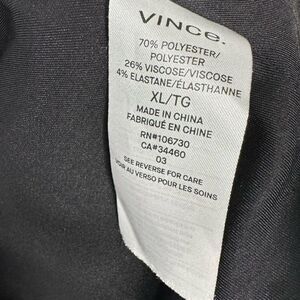 VINCE.
70% POLYESTER/
POLYESTER
26% VISCOSE/VISCOSE
4% ELASTANE/ÉLASTHANNE
XL/TG
MADE IN CHINA
FABRIQUÉ EN CHINE
RN#106730
CA#34460
03
SEE REVERSE FOR CARE
VOIR AU VERSO POUR LES SOINS